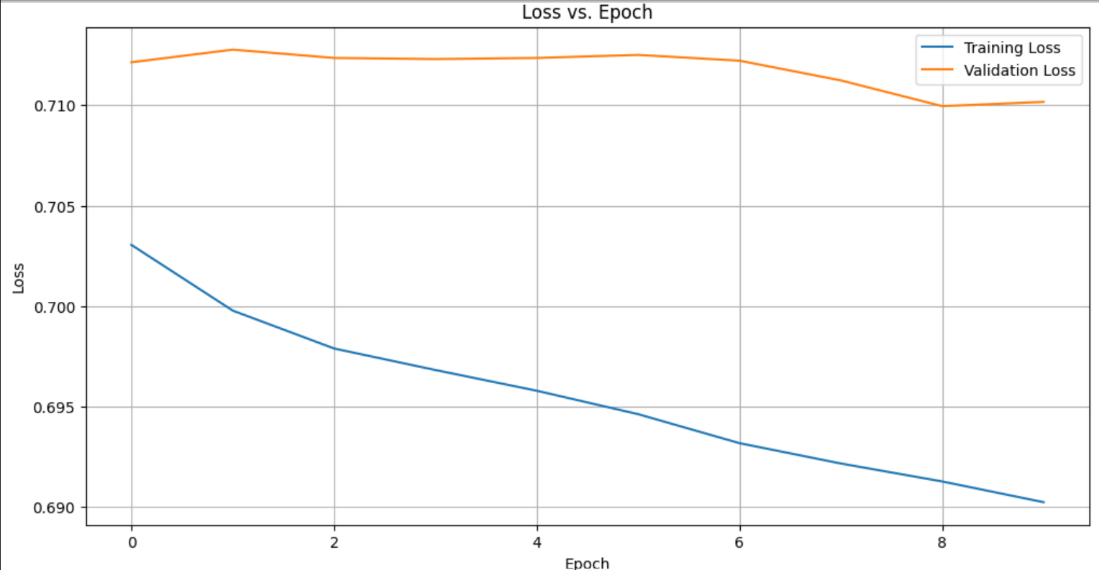 Loss vs. Epoch
Training Loss
Validation Loss
0.710
0.705
0.700
0.695
0.690
Loss
0 2 4 6 8
Epoch